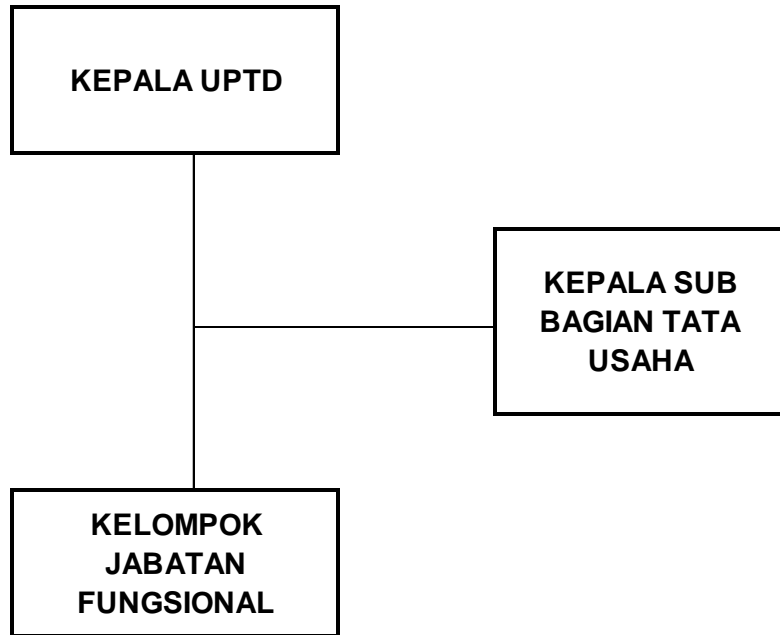 KEPALA UPTD
KEPALA SUB
BAGIAN TATA
USAHA
KELOMPOK
JABATAN
FUNGSIONAL